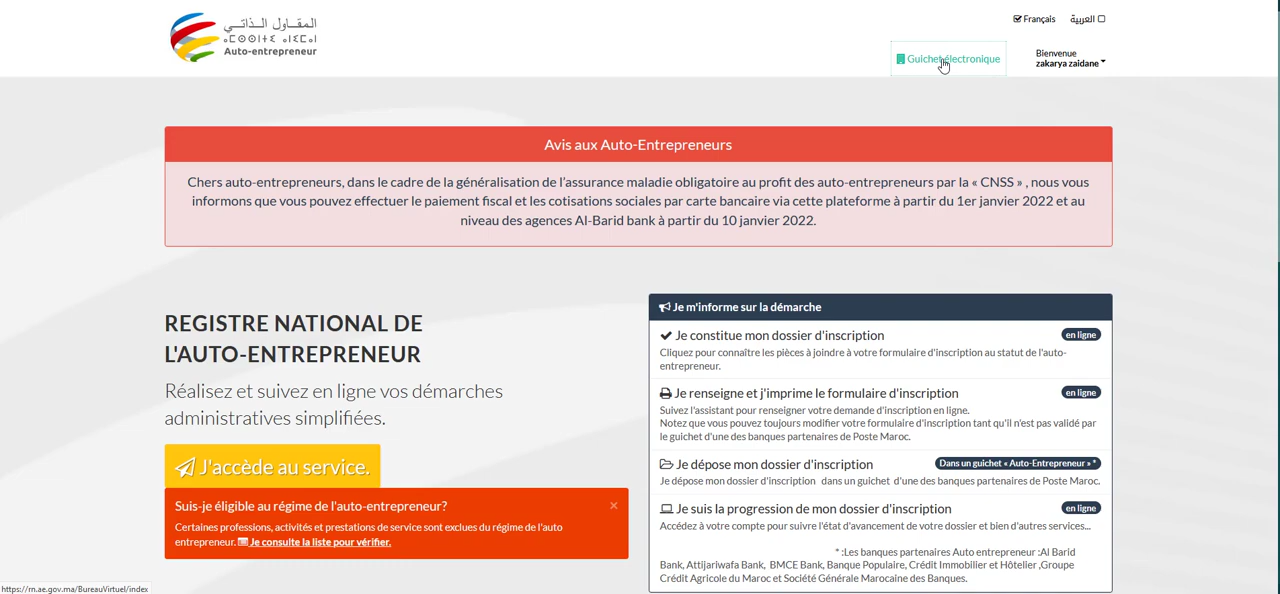 المقاول الذاتي
ⴰⵎⵙⵙⵓⵜⵍ ⵉⵏⵉⵎⴰⵏ
Auto-entrepreneur
Français
العربية
Guichet électronique
Bienvenue
zakarya zaidane
Avis aux Auto-Entrepreneurs
Chers auto-entrepreneurs, dans le cadre de la généralisation de l'assurance maladie obligatoire au profit des auto-entrepreneurs par la « CNSS » , nous vous
informons que vous pouvez effectuer le paiement fiscal et les cotisations sociales par carte bancaire via cette plateforme à partir du 1er janvier 2022 et au
niveau des agences Al-Barid bank à partir du 10 janvier 2022.
REGISTRE NATIONAL DE
L'AUTO-ENTREPRENEUR
Réalisez et suivez en ligne vos démarches
administratives simplifiées.
J'accède au service.
Suis-je éligible au régime de l'auto-entrepreneur? ×
Certaines professions, activités et prestations de service sont exclues du régime de l'auto
entrepreneur. Je consulte la liste pour vérifier.
Je m'informe sur la démarche
Je constitue mon dossier d'inscription en ligne
Cliquez pour connaître les pièces à joindre à votre formulaire d'inscription au statut de l'auto-
entrepreneur.
Je renseigne et j'imprime le formulaire d'inscription en ligne
Suivez l'assistant pour renseigner votre demande d'inscription en ligne.
Notez que vous pouvez toujours modifier votre formulaire d'inscription tant qu'il n'est pas validé par
le guichet d'une des banques partenaires de Poste Maroc.
Je dépose mon dossier d'inscription Dans un guichet « Auto-Entrepreneur » *
Je dépose mon dossier d'inscription dans un guichet d'une des banques partenaires de Poste Maroc.
Je suis la progression de mon dossier d'inscription en ligne
Accédez à votre compte pour suivre l'état d'avancement de votre dossier et bien d'autres services...
* :Les banques partenaires Auto entrepreneur :Al Barid
Bank, Attijariwafa Bank, BMCE Bank, Banque Populaire, Crédit Immobilier et Hôtelier ,Groupe
Crédit Agricole du Maroc et Société Générale Marocaine des Banques.
https://rn.ae.gov.ma/BureauVirtuel/index